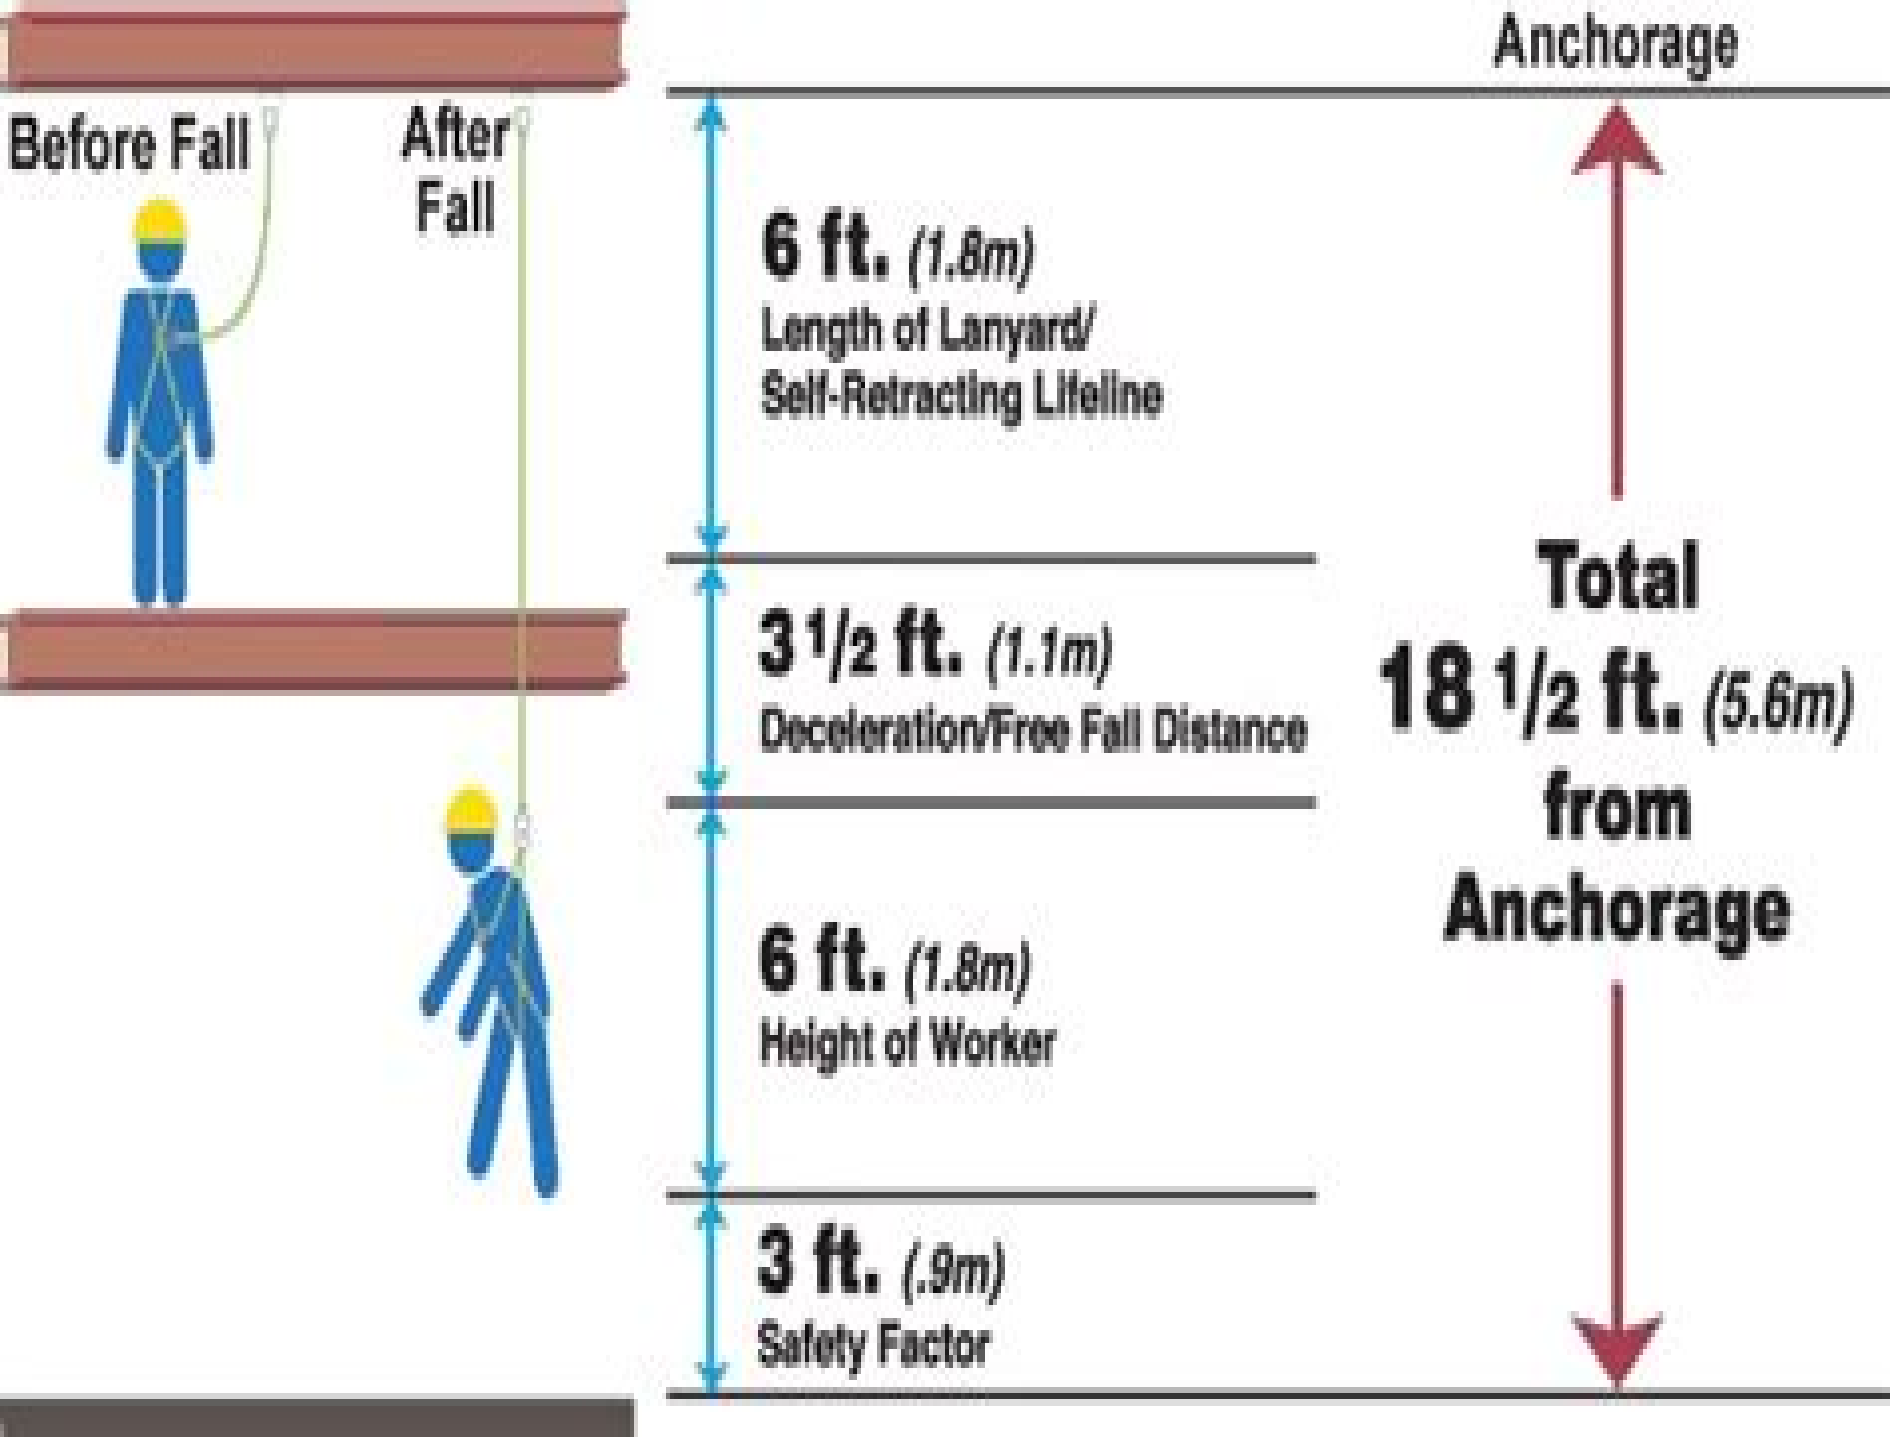 Anchorage
Before Fall
After
Fall
6 ft. (1.8m)
Length of Lanyard/
Self-Retracting Lifeline
3 1/2 ft. (1.1m)
Deceleration/Free Fall Distance
6 ft. (1.8m)
Height of Worker
3 ft. (.9m)
Safety Factor
Total
18 1/2 ft. (5.6m)
from
Anchorage